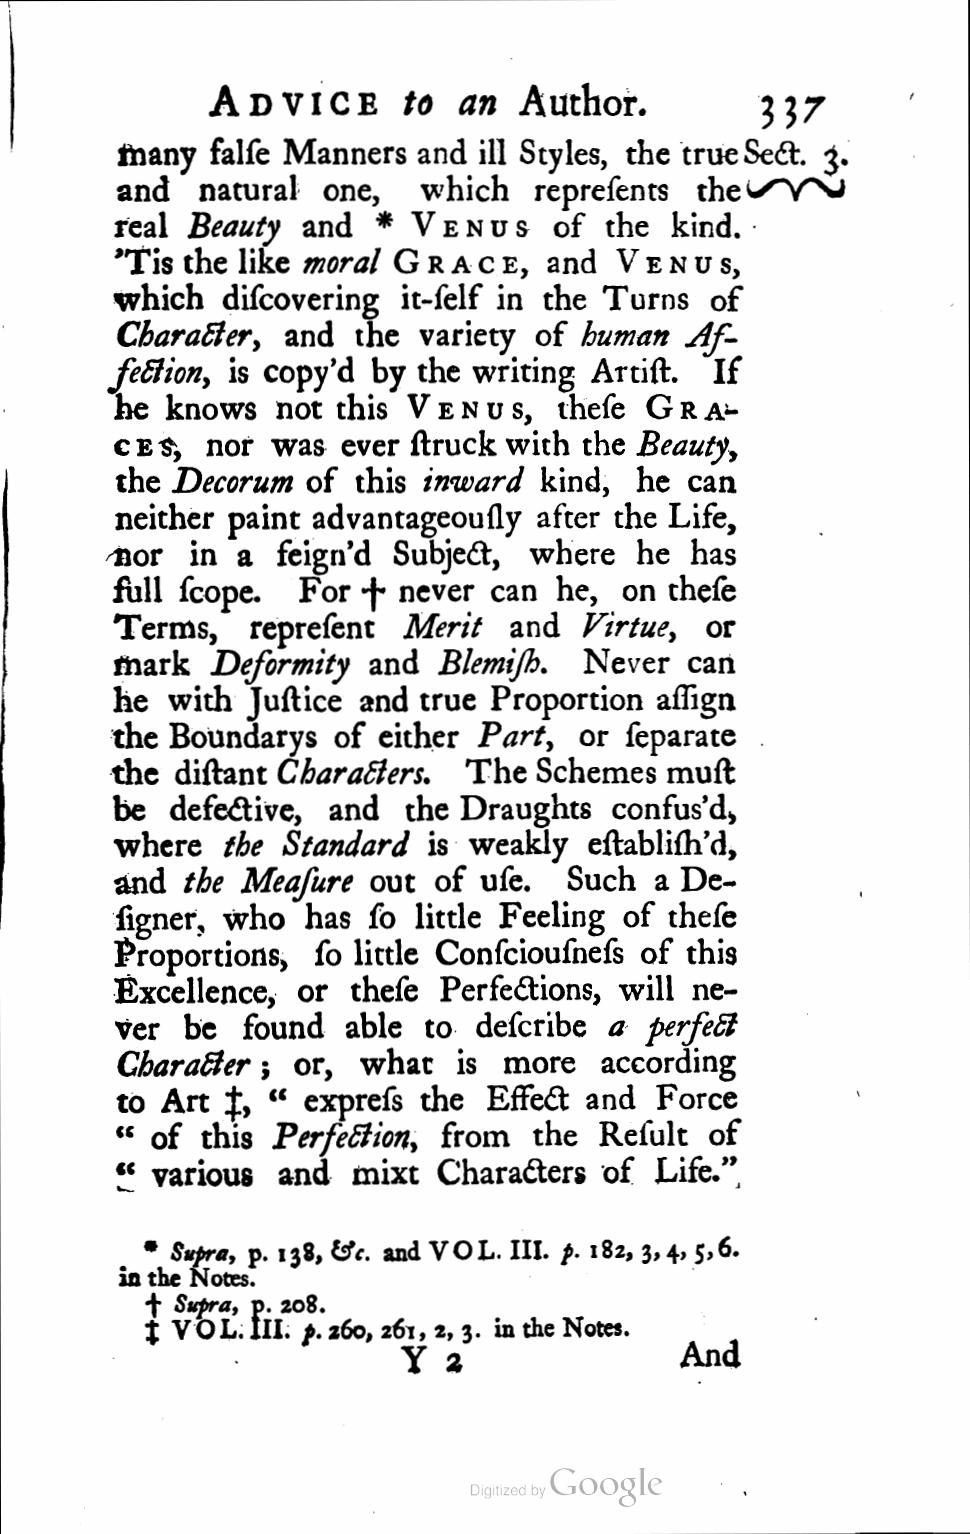 ADVICE to an Author. 337
many falſe Manners and ill Styles, the true Sect. 3.
and natural one, which repreſents the
real Beauty and * VENUS of the kind.
'Tis the like moral GRACE, and VENUS,
which diſcovering it-ſelf in the Turns of
Character, and the variety of human Af-
fection, is copy'd by the writing Artiſt. If
he knows not this VENUS, theſe GRA-
CES, nor was ever ſtruck with the Beauty,
the Decorum of this inward kind, he can
neither paint advantageouſly after the Life,
nor in a feign'd Subject, where he has
full ſcope. For † never can he, on theſe
Terms, repreſent Merit and Virtue, or
mark Deformity and Blemiſh. Never can
he with Juſtice and true Proportion aſſign
the Boundarys of either Part, or ſeparate
the diſtant Characters. The Schemes muſt
be defective, and the Draughts confus'd,
where the Standard is weakly eſtabliſh'd,
and the Meaſure out of uſe. Such a De-
ſigner, who has ſo little Feeling of theſe
Proportions, ſo little Conſciouſneſs of this
Excellence, or theſe Perfections, will ne-
ver be found able to deſcribe a perfect
Character; or, what is more according
to Art ‡, “ expreſs the Effect and Force
“ of this Perfection, from the Reſult of
“ various and mixt Characters of Life.”
* Supra, p. 138, &c. and VOL. III. p. 182, 3, 4, 5, 6.
in the Notes.
† Supra, p. 208.
‡ VOL. III. p. 260, 261, 2, 3. in the Notes.
Y 2 And
Digitized by Google